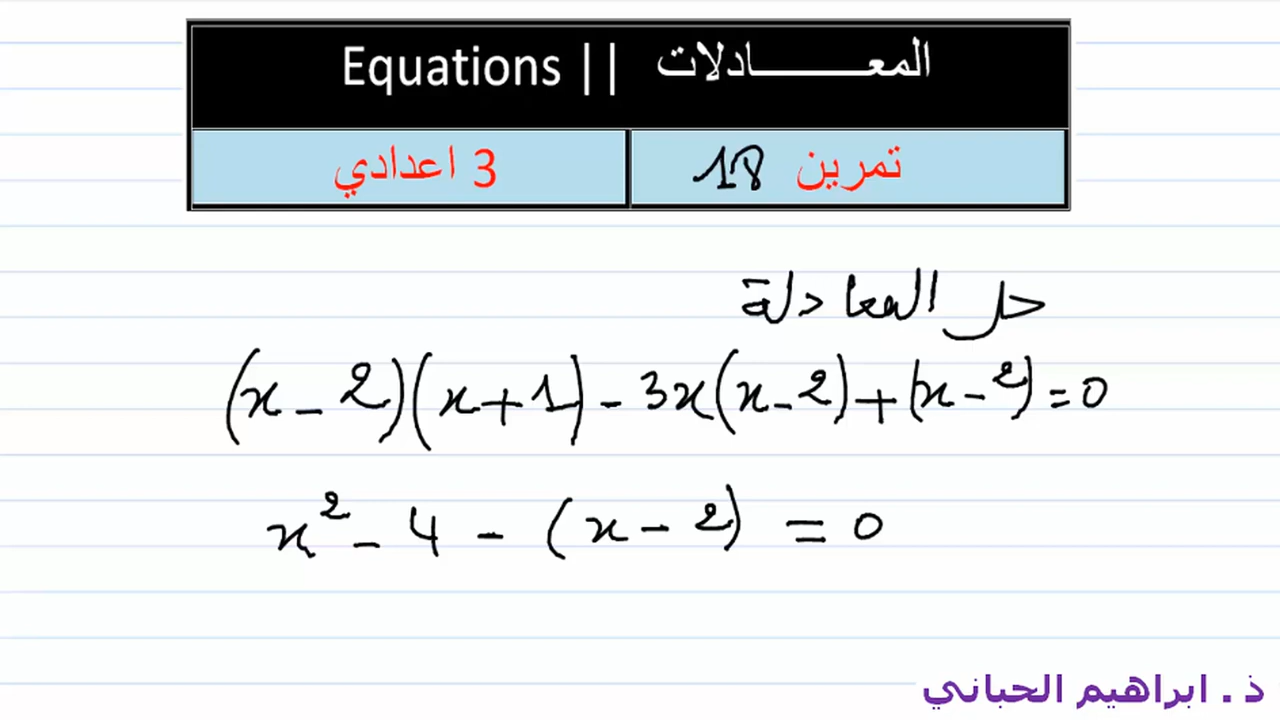 Equations || المعـــــــــادلات
تمرين 18
3 اعدادي
حل المعادلة
(x - 2)(x + 1) - 3x(x - 2) + (x - 2) = 0
x² - 4 - (x - 2) = 0
ذ . ابراهيم الحباني